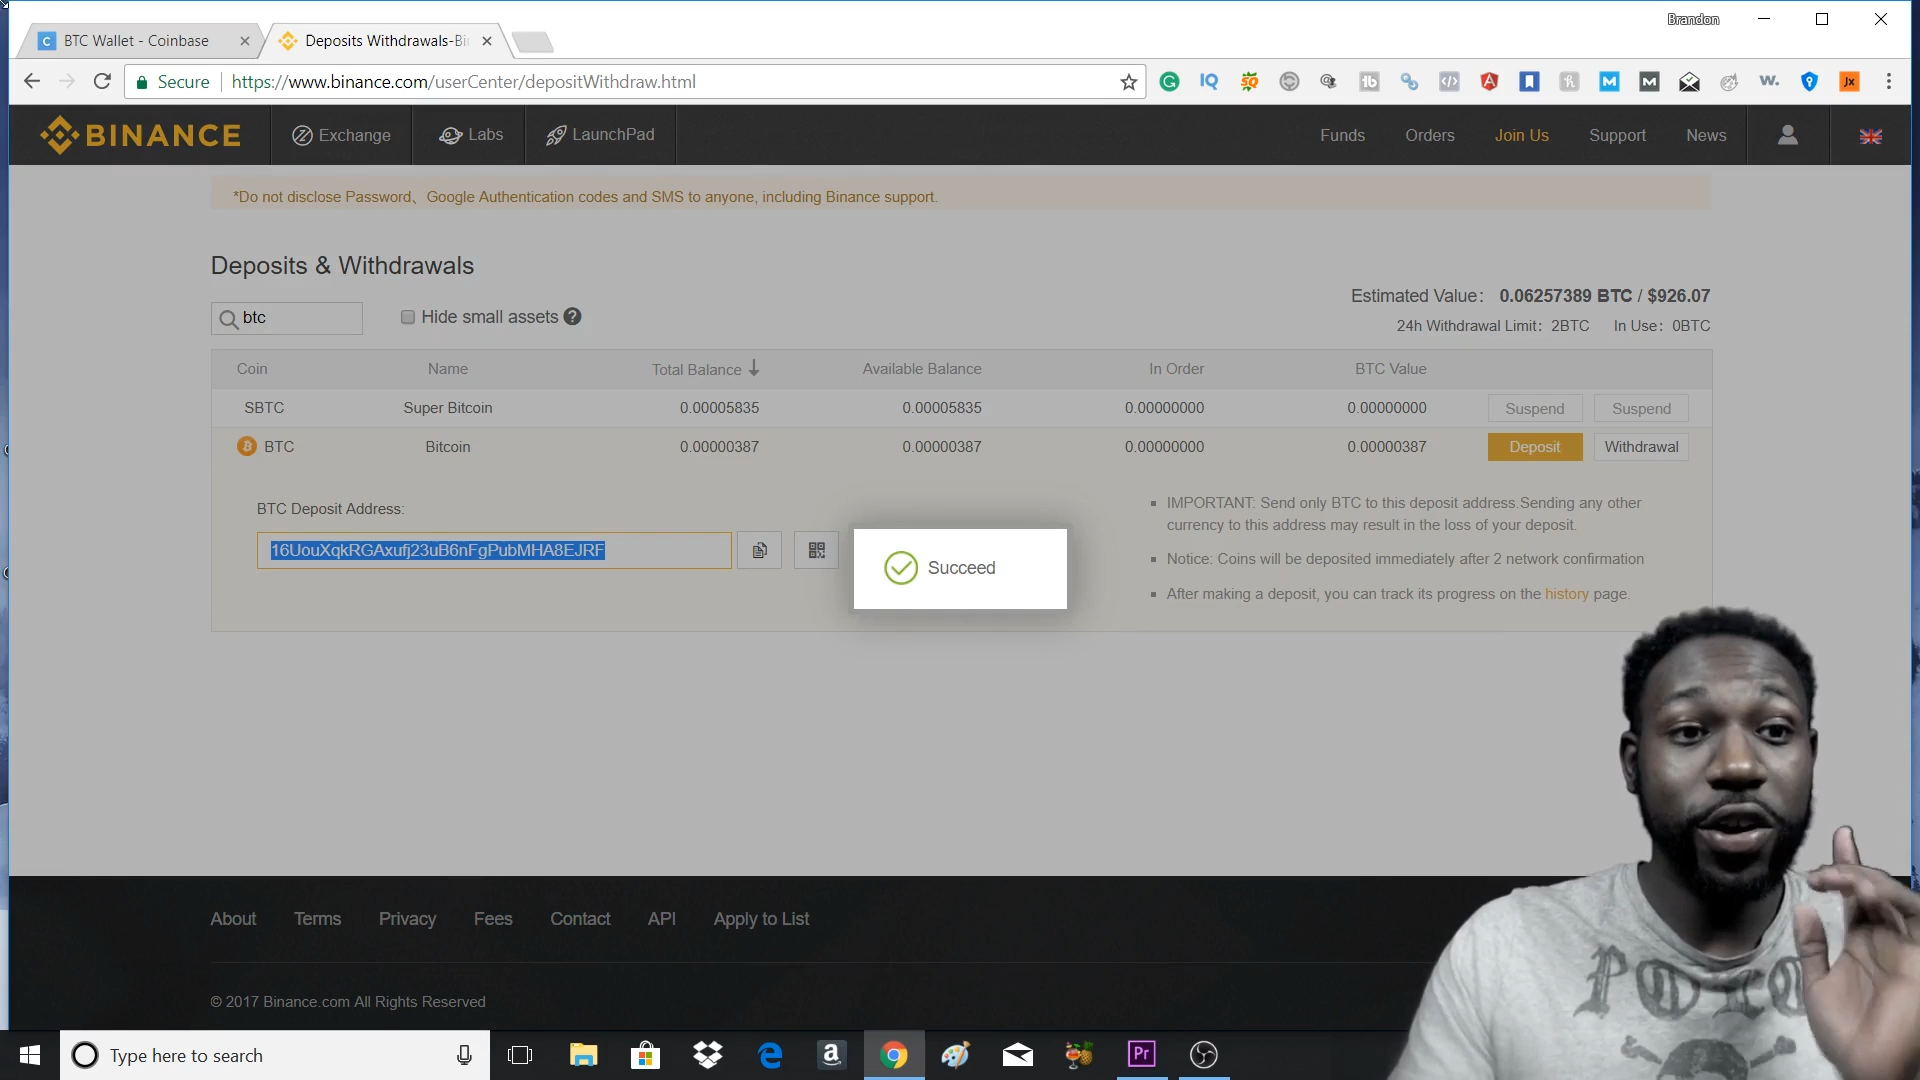 Brandon
BTC Wallet - Coinbase
Deposits Withdrawals-Bi
Secure
https://www.binance.com/userCenter/depositWithdraw.html
BINANCE
Exchange
Labs
LaunchPad
Funds
Orders
Join Us
Support
News
*Do not disclose Password、Google Authentication codes and SMS to anyone, including Binance support.
Deposits & Withdrawals
btc
Hide small assets
Estimated Value： 0.06257389 BTC / $926.07
24h Withdrawal Limit：2BTC In Use：0BTC
Coin Name Total Balance Available Balance In Order BTC Value
SBTC Super Bitcoin 0.00005835 0.00005835 0.00000000 0.00000000 Suspend Suspend
BTC Bitcoin 0.00000387 0.00000387 0.00000000 0.00000387 Deposit Withdrawal
BTC Deposit Address:
16UouXqkRGAxufj23uB6nFgPubMHA8EJRF
Succeed
IMPORTANT: Send only BTC to this deposit address.Sending any other
currency to this address may result in the loss of your deposit.
Notice: Coins will be deposited immediately after 2 network confirmation
After making a deposit, you can track its progress on the history page.
About Terms Privacy Fees Contact API Apply to List
© 2017 Binance.com All Rights Reserved
Type here to search
Pr